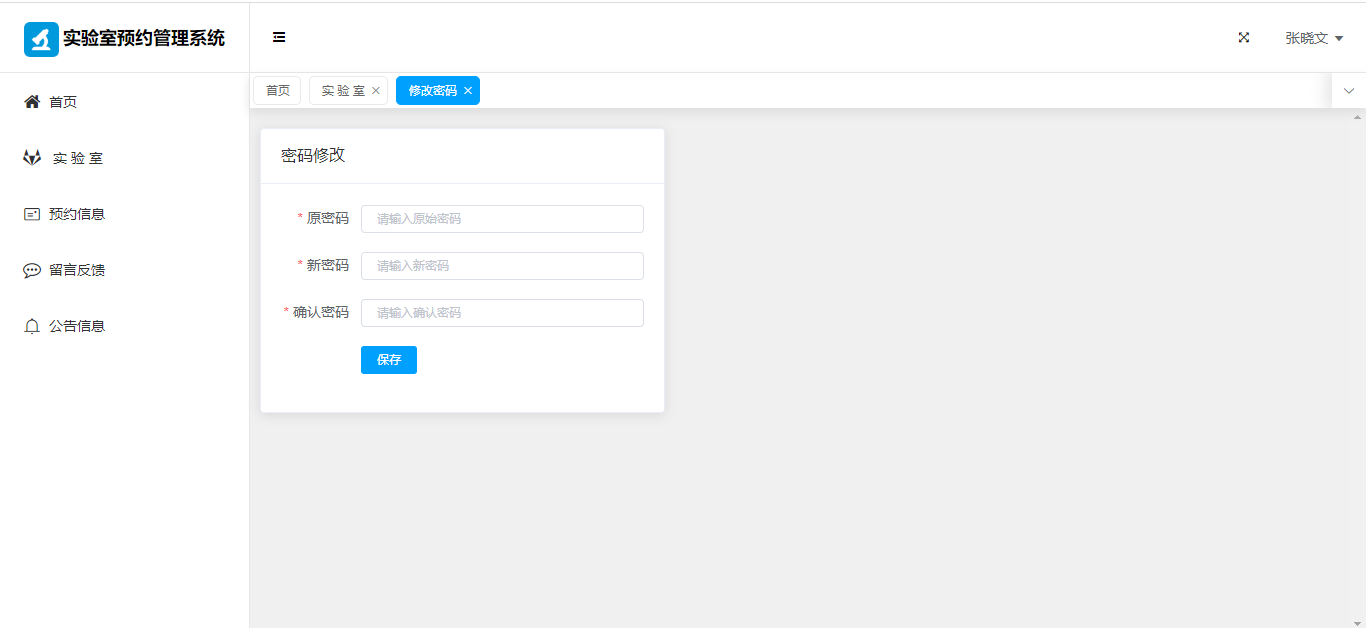 实验室预约管理系统
张晓文
首页
实 验 室
预约信息
留言反馈
公告信息
首页 实 验 室 修改密码
密码修改
* 原密码 请输入原始密码
* 新密码 请输入新密码
* 确认密码 请输入确认密码
保存